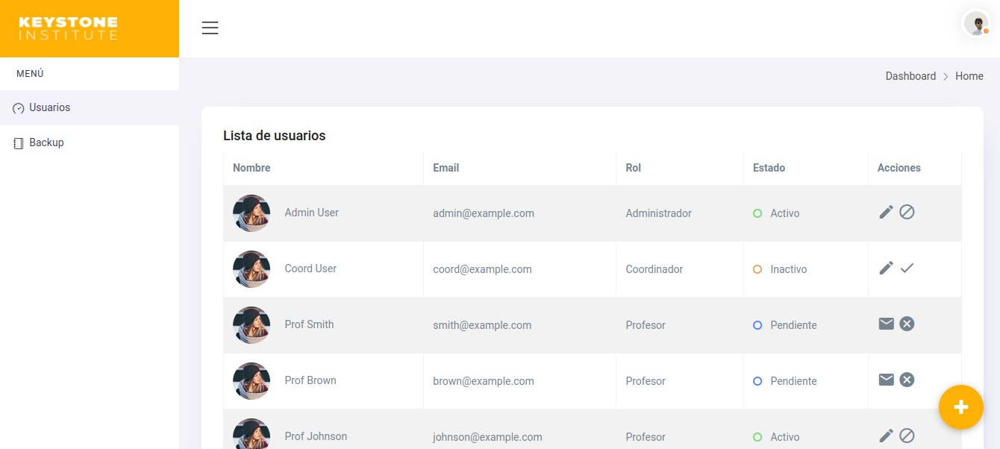 KEYSTONE
INSTITUTE
MENÚ
Usuarios
Backup
Dashboard > Home
Lista de usuarios
Nombre Email Rol Estado Acciones
Admin User admin@example.com Administrador Activo
Coord User coord@example.com Coordinador Inactivo
Prof Smith smith@example.com Profesor Pendiente
Prof Brown brown@example.com Profesor Pendiente
Prof Johnson johnson@example.com Profesor Activo